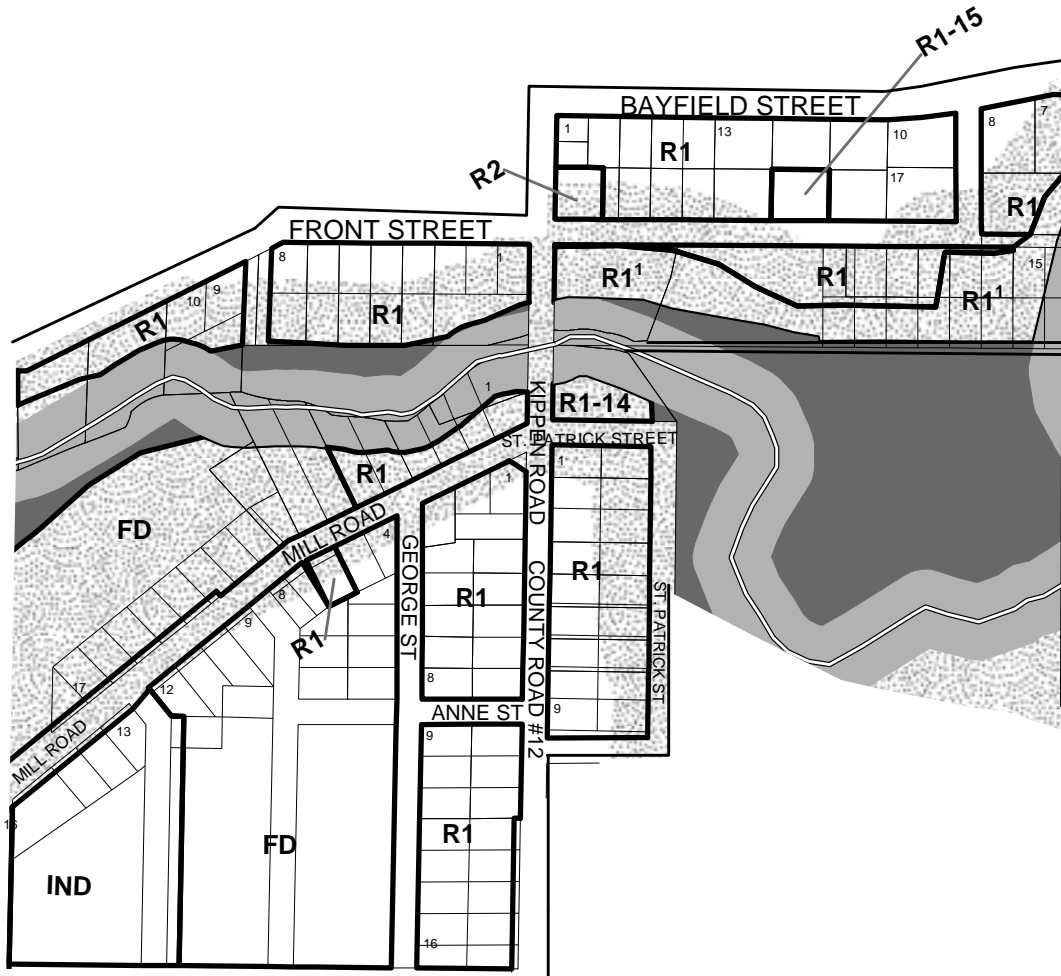 R1-15
BAYFIELD STREET
1
13
10
8
7
R1
R2
17
R1
FRONT STREET
8
1
R1¹
R1
15
9
10
R1
R1
R1¹
KIPPEN ROAD COUNTY ROAD #12
1
R1-14
ST. PATRICK STREET
R1
1
1
FD
MILL ROAD
4
GEORGE ST
R1
R1
8
9
R1
ST. PATRICK ST
8
17
12
9
ANNE ST
13
MILL ROAD
9
16
R1
FD
IND
16